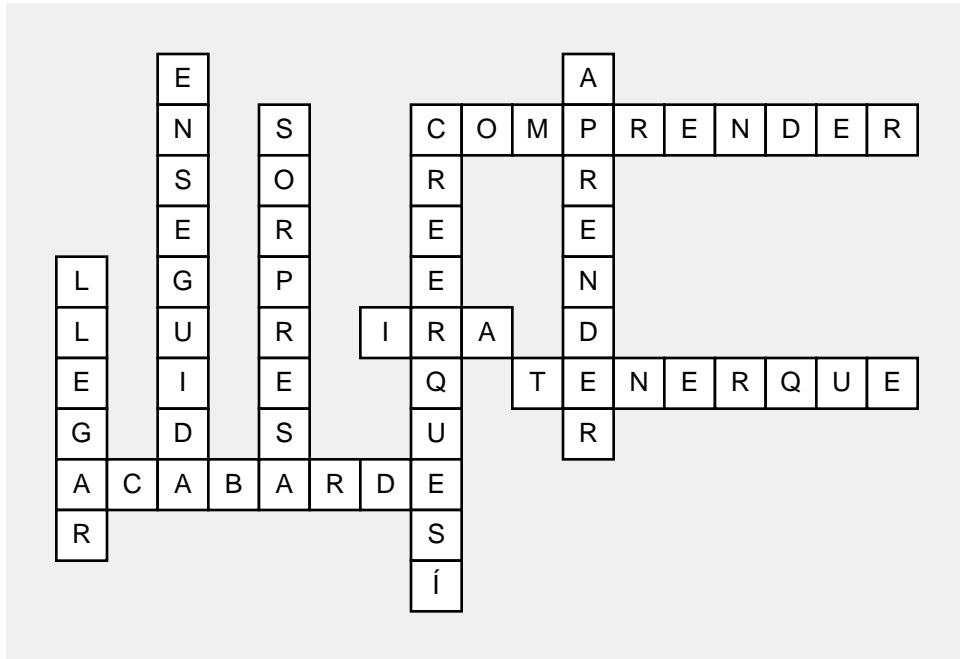 ENSEGUIDA
APRENDER
SORPRESA
COMPRENDER
CREERQUESÍ
LLEGAR
IRA
TENERQUE
ACABARDE